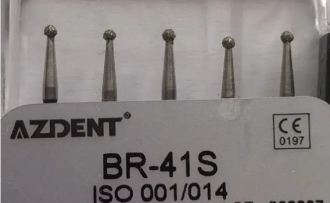 AZDENT®
CE
0197
BR-41S
ISO 001/014